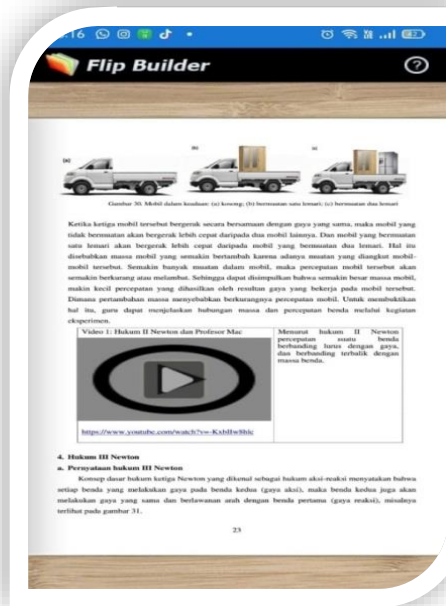 :16
Flip Builder
(a) (b) (c)
Gambar 30. Mobil dalam keadaan: (a) kosong; (b) bermuatan satu lemari; (c) bermuatan dua lemari
Ketika ketiga mobil tersebut bergerak secara bersamaan dengan gaya yang sama, maka mobil yang
tidak bermuatan akan bergerak lebih cepat daripada dua mobil lainnya. Dan mobil yang bermuatan
satu lemari akan bergerak lebih cepat daripada mobil yang bermuatan dua lemari. Hal itu
disebabkan massa mobil yang semakin bertambah karena adanya muatan yang diangkut mobil-
mobil tersebut. Semakin banyak muatan dalam mobil, maka percepatan mobil tersebut akan
semakin berkurang atau melambat. Sehingga dapat disimpulkan bahwa semakin besar massa mobil,
makin kecil percepatan yang dihasilkan oleh resultan gaya yang bekerja pada mobil tersebut.
Dimana pertambahan massa menyebabkan berkurangnya percepatan mobil. Untuk membuktikan
hal itu, guru dapat menjelaskan hubungan massa dan percepatan benda melalui kegiatan
eksperimen.
Video 1: Hukum II Newton dan Profesor Mac
Menurut hukum II Newton
percepatan suatu benda
berbanding lurus dengan gaya,
dan berbanding terbalik dengan
massa benda.
4. Hukum III Newton
a. Pernyataan hukum III Newton
Konsep dasar hukum ketiga Newton yang dikenal sebagai hukum aksi-reaksi menyatakan bahwa
setiap benda yang melakukan gaya pada benda kedua (gaya aksi), maka benda kedua juga akan
melakukan gaya yang sama dan berlawanan arah dengan benda pertama (gaya reaksi), misalnya
terlihat pada gambar 31.
23